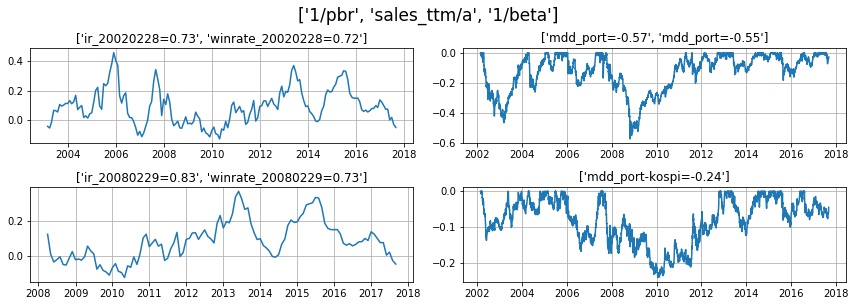 ['1/pbr', 'sales_ttm/a', '1/beta']
['ir_20020228=0.73', 'winrate_20020228=0.72']
0.4
0.2
0.0
2004 2006 2008 2010 2012 2014 2016 2018
['mdd_port=-0.57', 'mdd_port=-0.55']
0.0
−0.2
−0.4
−0.6
2002 2004 2006 2008 2010 2012 2014 2016 2018
['ir_20080229=0.83', 'winrate_20080229=0.73']
0.2
0.0
2008 2009 2010 2011 2012 2013 2014 2015 2016 2017 2018
['mdd_port-kospi=-0.24']
0.0
−0.1
−0.2
2002 2004 2006 2008 2010 2012 2014 2016 2018